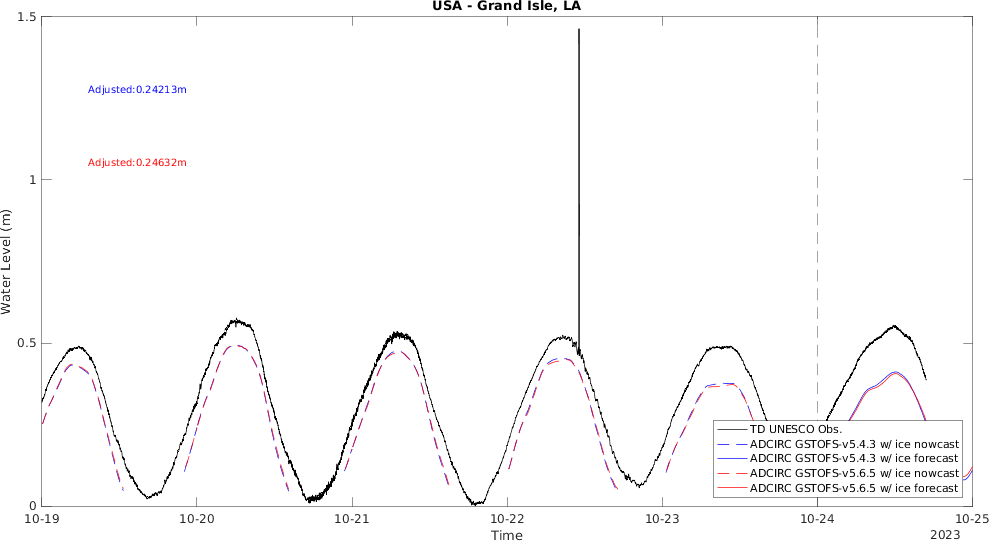 USA - Grand Isle, LA
1.5
Adjusted:0.24213m
Adjusted:0.24632m
1
0.5
0
Water Level (m)
TD UNESCO Obs.
ADCIRC GSTOFS-v5.4.3 w/ ice nowcast
ADCIRC GSTOFS-v5.4.3 w/ ice forecast
ADCIRC GSTOFS-v5.6.5 w/ ice nowcast
ADCIRC GSTOFS-v5.6.5 w/ ice forecast
10-19 10-20 10-21 10-22 10-23 10-24 10-25
Time
2023